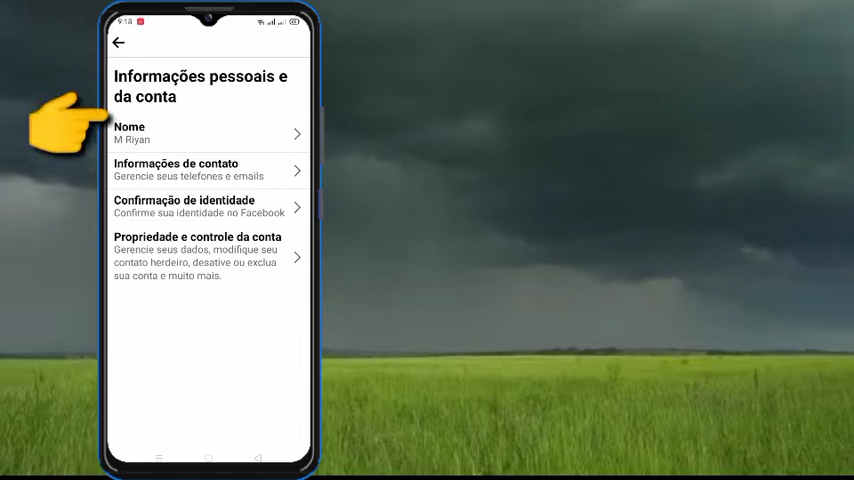 9:18
Informações pessoais e
da conta
Nome
M Riyan
Informações de contato
Gerencie seus telefones e emails
Confirmação de identidade
Confirme sua identidade no Facebook
Propriedade e controle da conta
Gerencie seus dados, modifique seu
contato herdeiro, desative ou exclua
sua conta e muito mais.